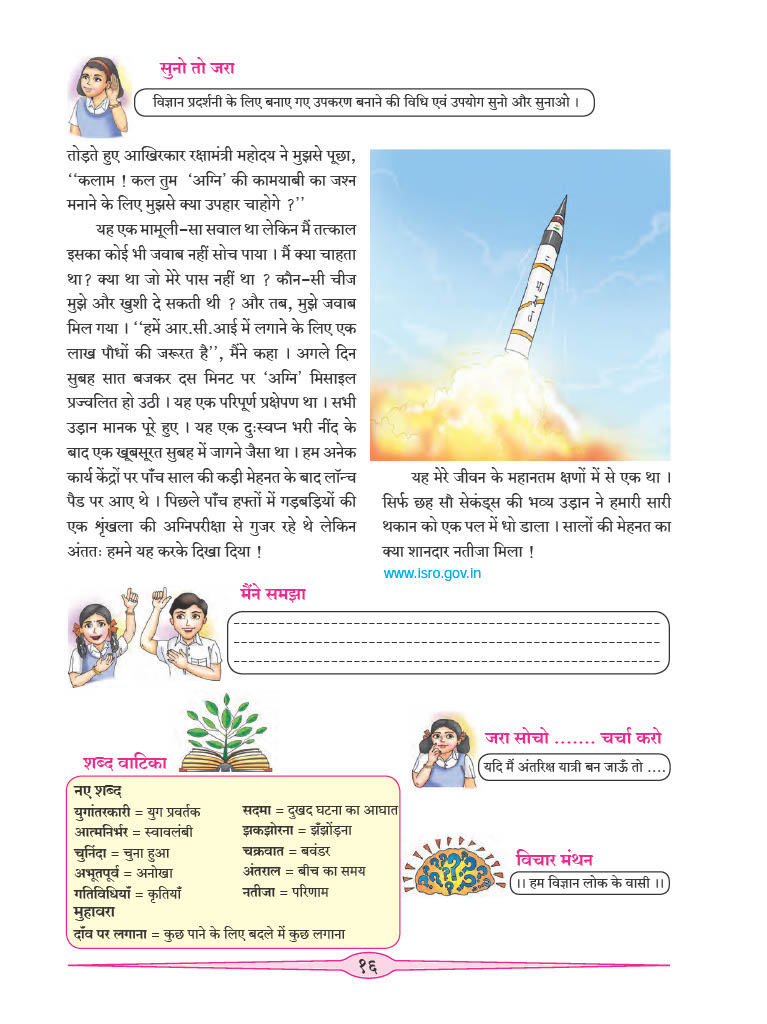 सुनो तो जरा
विज्ञान प्रदर्शनी के लिए बनाए गए उपकरण बनाने की विधि एवं उपयोग सुनो और सुनाओ ।
तोड़ते हुए आखिरकार रक्षामंत्री महोदय ने मुझसे पूछा,
‘‘कलाम ! कल तुम ‘अग्नि’ की कामयाबी का जश्न
मनाने के लिए मुझसे क्या उपहार चाहोगे ?’’
यह एक मामूली-सा सवाल था लेकिन मैं तत्काल
इसका कोई भी जवाब नहीं सोच पाया । मैं क्या चाहता
था? क्या था जो मेरे पास नहीं था ? कौन-सी चीज
मुझे और खुशी दे सकती थी ? और तब, मुझे जवाब
मिल गया । ‘‘हमें आर.सी.आई में लगाने के लिए एक
लाख पौधों की जरूरत है’’, मैंने कहा । अगले दिन
सुबह सात बजकर दस मिनट पर ‘अग्नि’ मिसाइल
प्रज्वलित हो उठी । यह एक परिपूर्ण प्रक्षेपण था । सभी
उड़ान मानक पूरे हुए । यह एक दुःस्वप्न भरी नींद के
बाद एक खूबसूरत सुबह में जागने जैसा था । हम अनेक
कार्य केंद्रों पर पाँच साल की कड़ी मेहनत के बाद लॉन्च
पैड पर आए थे । पिछले पाँच हफ्तों में गड़बड़ियों की
एक शृंखला की अग्निपरीक्षा से गुजर रहे थे लेकिन
अंततः हमने यह करके दिखा दिया !
भारत
यह मेरे जीवन के महानतम क्षणों में से एक था ।
सिर्फ छह सौ सेकंड्स की भव्य उड़ान ने हमारी सारी
थकान को एक पल में धो डाला । सालों की मेहनत का
क्या शानदार नतीजा मिला !
www.isro.gov.in
मैंने समझा
शब्द वाटिका
नए शब्द
युगांतरकारी = युग प्रवर्तक
आत्मनिर्भर = स्वावलंबी
चुनिंदा = चुना हुआ
अभूतपूर्व = अनोखा
गतिविधियाँ = कृतियाँ
सदमा = दुखद घटना का आघात
झकझोरना = झँझोंड़ना
चक्रवात = बवंडर
अंतराल = बीच का समय
नतीजा = परिणाम
मुहावरा
दाँव पर लगाना = कुछ पाने के लिए बदले में कुछ लगाना
जरा सोचो ....... चर्चा करो
यदि मैं अंतरिक्ष यात्री बन जाऊँ तो ....
विचार मंथन
।। हम विज्ञान लोक के वासी ।।
१६